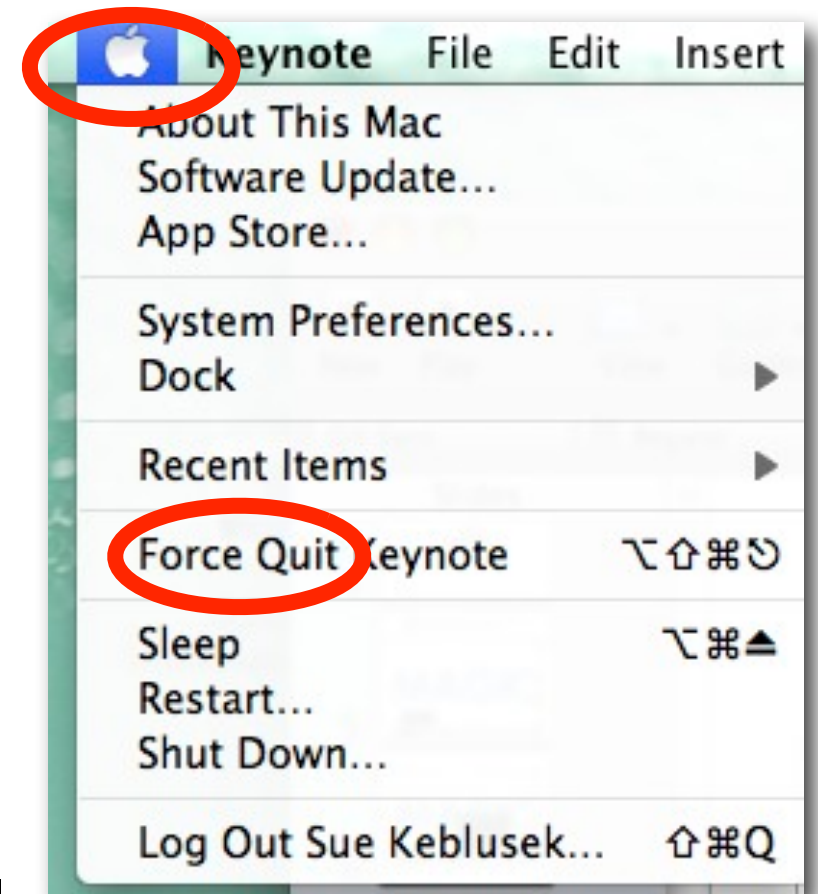 Keynote File Edit Insert
About This Mac
Software Update...
App Store...
System Preferences...
Dock ▶
Recent Items ▶
Force Quit Keynote ⌥⇧⌘⎋
Sleep ⌥⌘⏏
Restart...
Shut Down...
Log Out Sue Keblusek... ⇧⌘Q